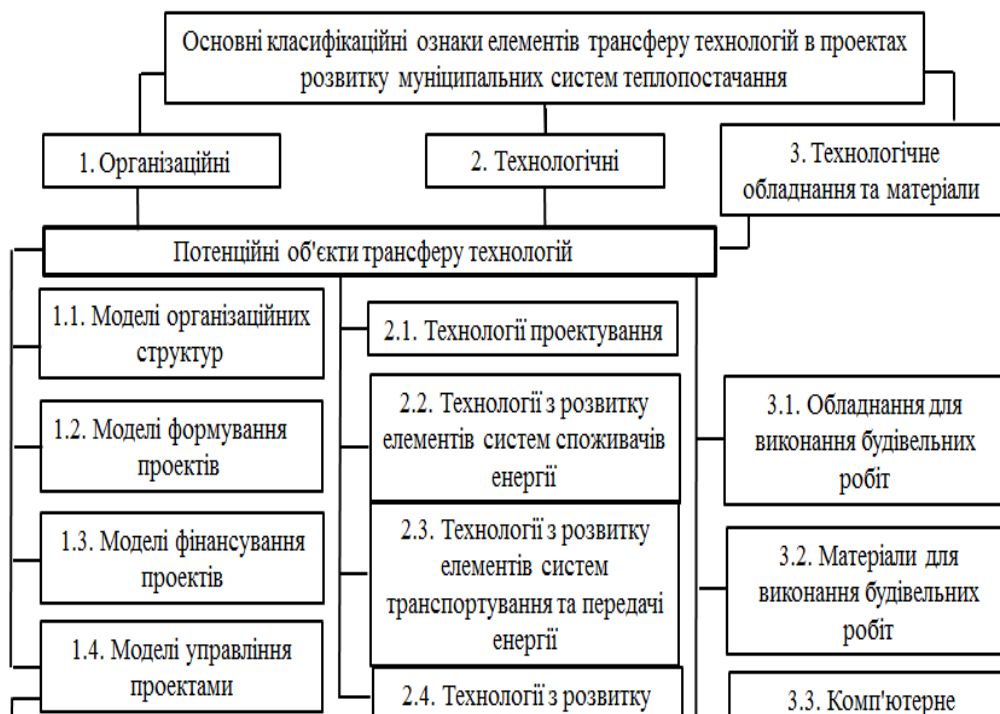 Основні класифікаційні ознаки елементів трансферу технологій в проектах
розвитку муніципальних систем теплопостачання
1. Організаційні
2. Технологічні
3. Технологічне
обладнання та матеріали
Потенційні об'єкти трансферу технологій
1.1. Моделі організаційних
структур
1.2. Моделі формування
проектів
1.3. Моделі фінансування
проектів
1.4. Моделі управління
проектами
2.1. Технології проектування
2.2. Технології з розвитку
елементів систем споживачів
енергії
2.3. Технології з розвитку
елементів систем
транспортування та передачі
енергії
2.4. Технології з розвитку
3.1. Обладнання для
виконання будівельних
робіт
3.2. Матеріали для
виконання будівельних
робіт
3.3. Комп'ютерне